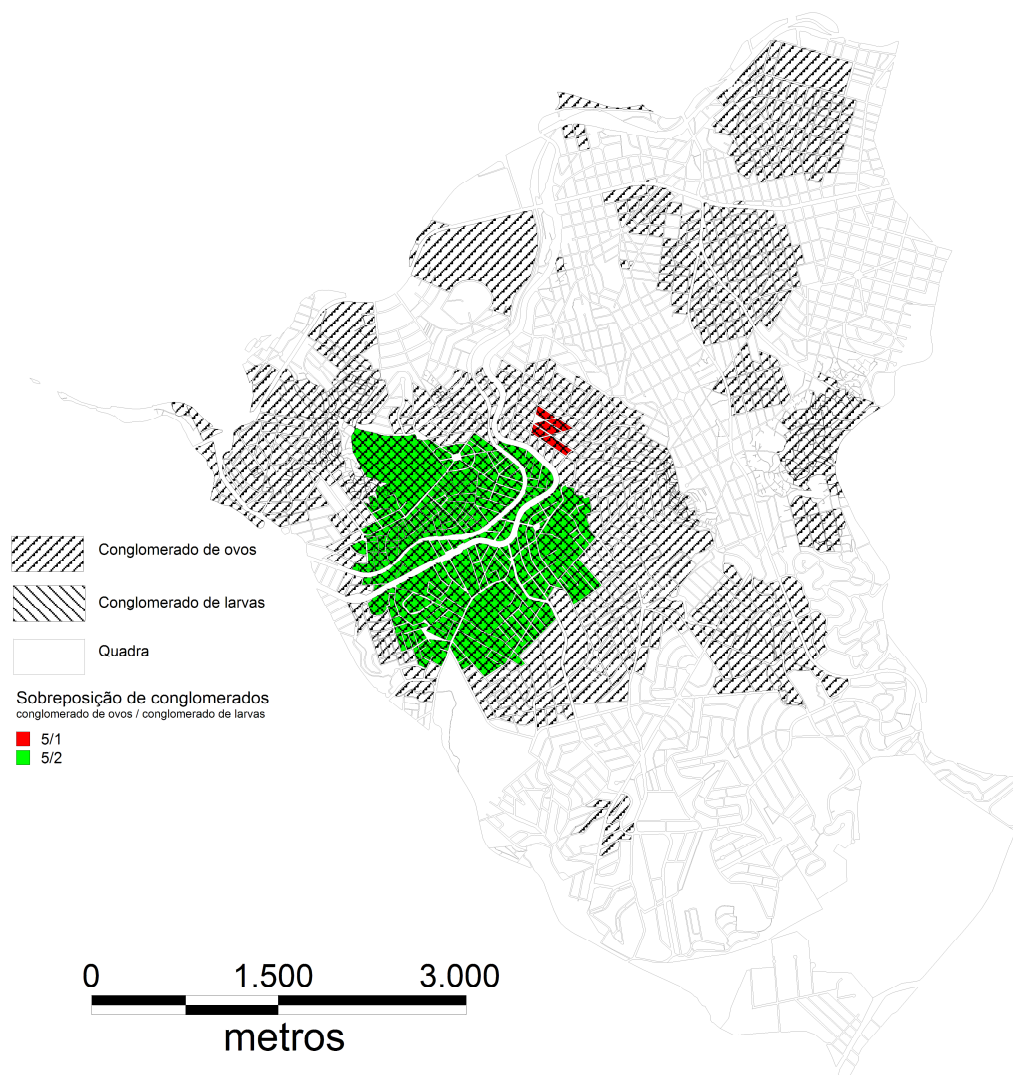 Conglomerado de ovos
Conglomerado de larvas
Quadra
Sobreposição de conglomerados
conglomerado de ovos / conglomerado de larvas
5/1
5/2
0 1.500 3.000
metros